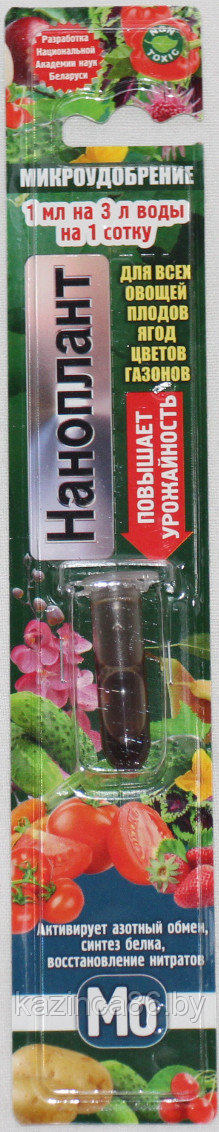 Разработка
Национальной
Академии наук
Беларуси
NON
TOXIC
МИКРОУДОБРЕНИЕ
1 мл на 3 л воды
на 1 сотку
Наноплант
ДЛЯ ВСЕХ
ОВОЩЕЙ
ПЛОДОВ
ЯГОД
ЦВЕТОВ
ГАЗОНОВ
ПОВЫШАЕТ
УРОЖАЙНОСТЬ
Активирует азотный обмен,
синтез белка,
восстановление нитратов
Mo
kazinca86.by